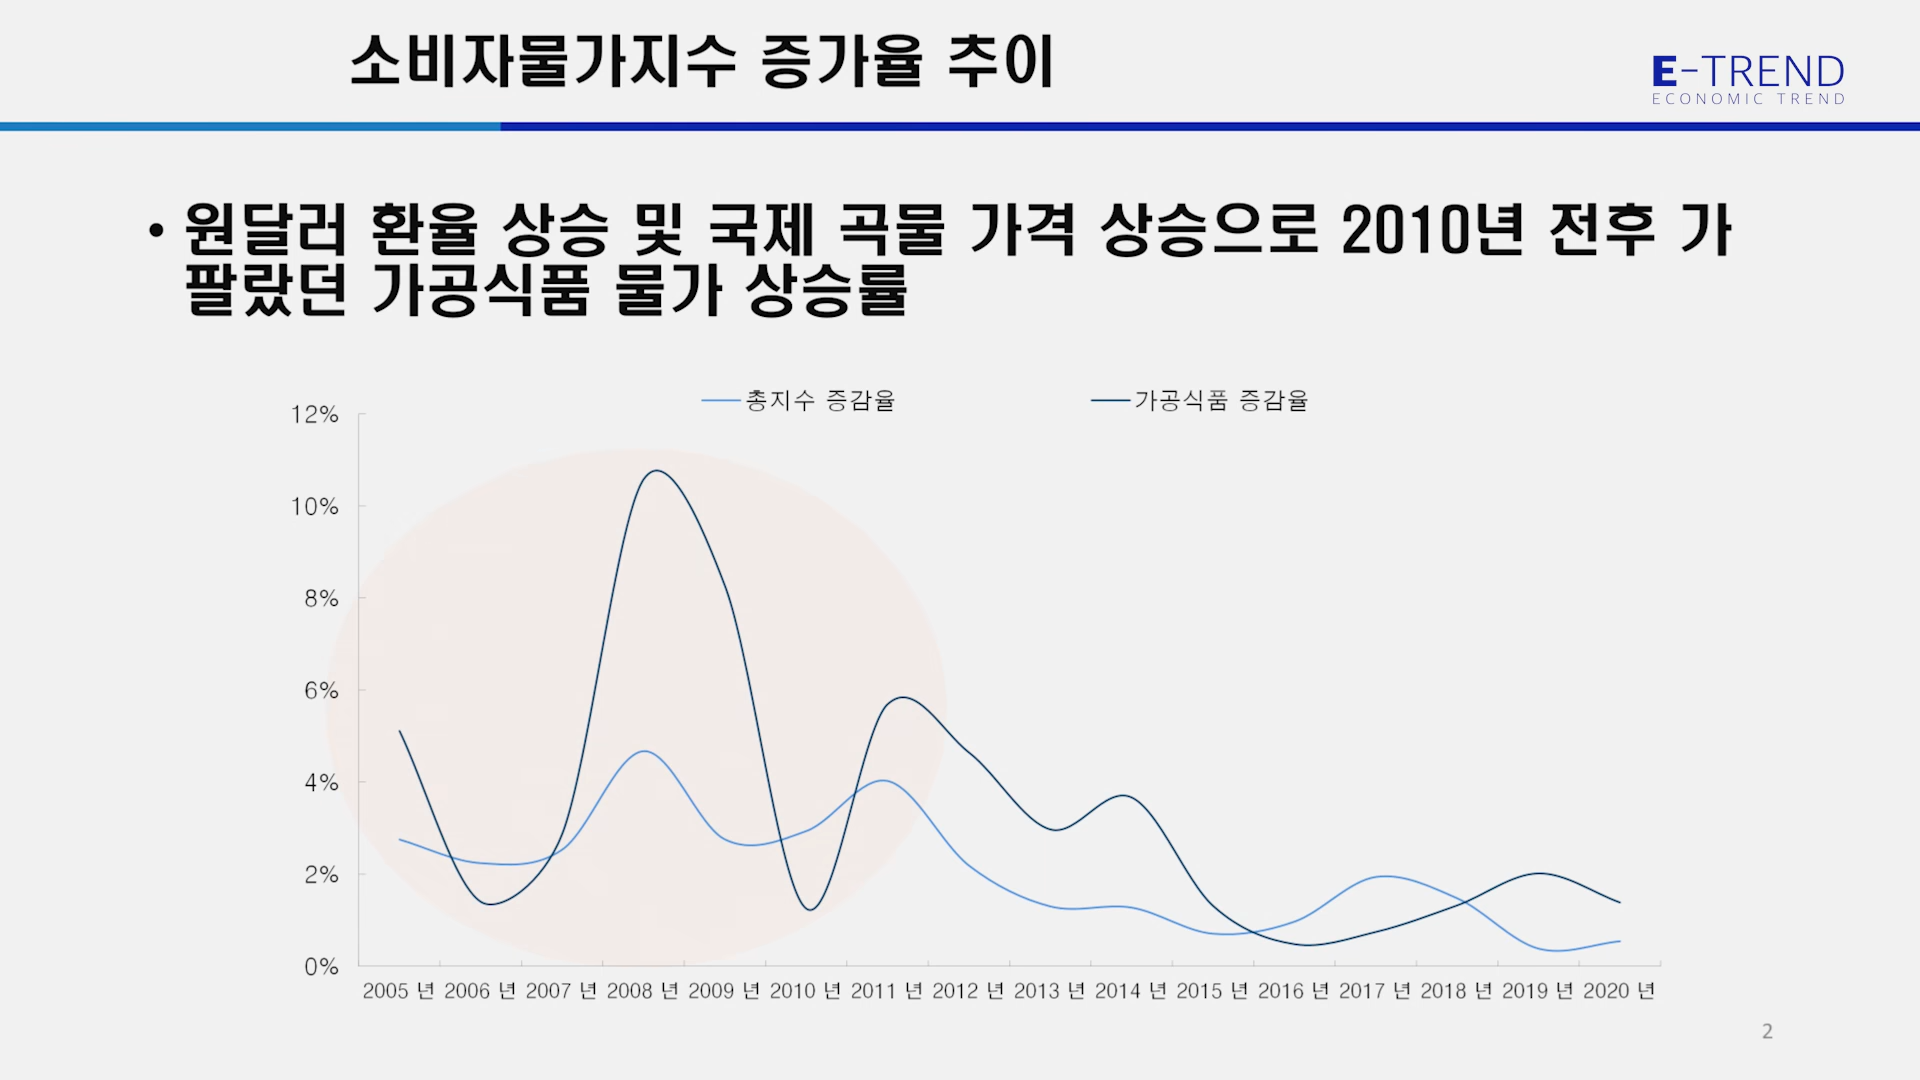 소비자물가지수 증가율 추이
E-TREND
ECONOMIC TREND
• 원달러 환율 상승 및 국제 곡물 가격 상승으로 2010년 전후 가
팔랐던 가공식품 물가 상승률
총지수 증감율 가공식품 증감율
12%
10%
8%
6%
4%
2%
0%
2005 년 2006 년 2007 년 2008 년 2009 년 2010 년 2011 년 2012 년 2013 년 2014 년 2015 년 2016 년 2017 년 2018 년 2019 년 2020 년
2